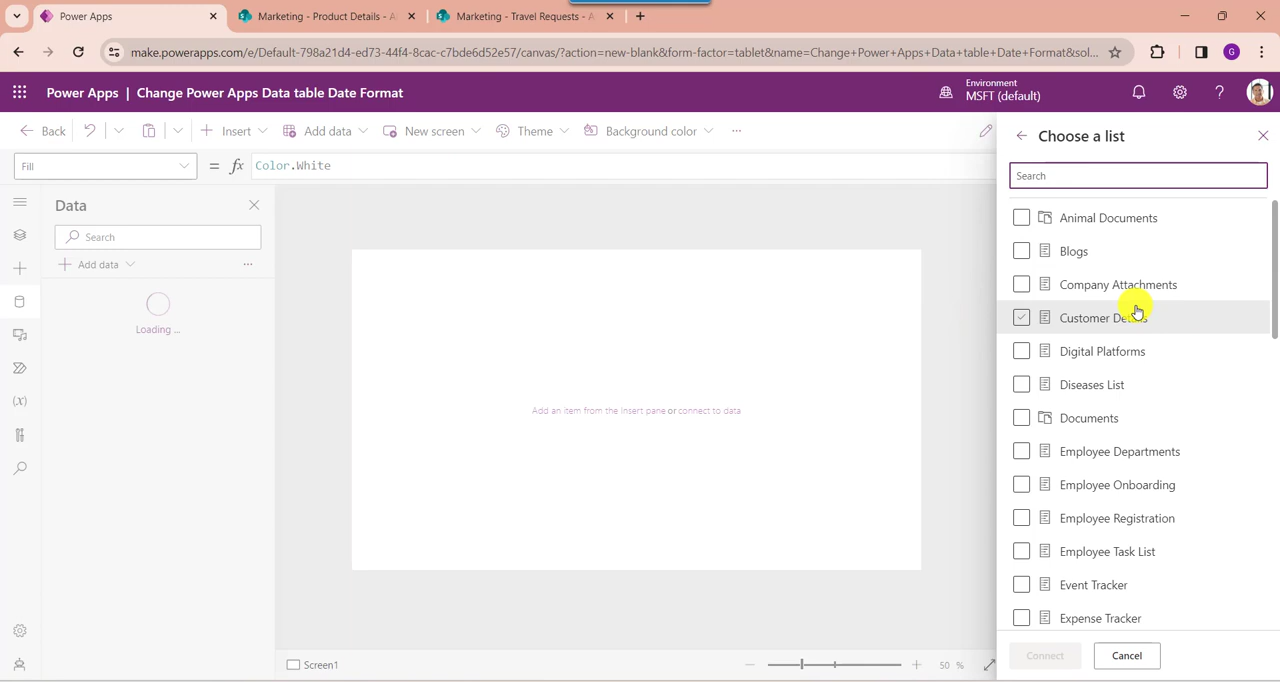 Power Apps
Marketing - Product Details - A
Marketing - Travel Requests - A
make.powerapps.com/e/Default-798a21d4-ed73-44f4-8cac-c7bde6d52e57/canvas/?action=new-blank&form-factor=tablet&name=Change+Power+Apps+Data+table+Date+Format&sol...
G
Power Apps | Change Power Apps Data table Date Format
Environment
MSFT (default)
Back
Insert
Add data
New screen
Theme
Background color
...
Fill
= fx Color.White
Data
Search
Add data
...
Loading ...
Add an item from the Insert pane or connect to data
Screen1
50 %
Choose a list
Search
Animal Documents
Blogs
Company Attachments
Customer Details
Digital Platforms
Diseases List
Documents
Employee Departments
Employee Onboarding
Employee Registration
Employee Task List
Event Tracker
Expense Tracker
Connect
Cancel